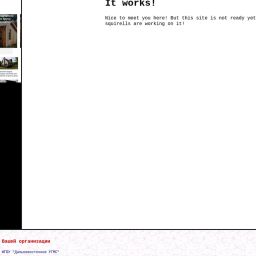 It works!
Nice to meet you here! But this site is not ready yet
squirells are working on it!
Вашей организации
ФГБУ "Дальневосточное УГМС"